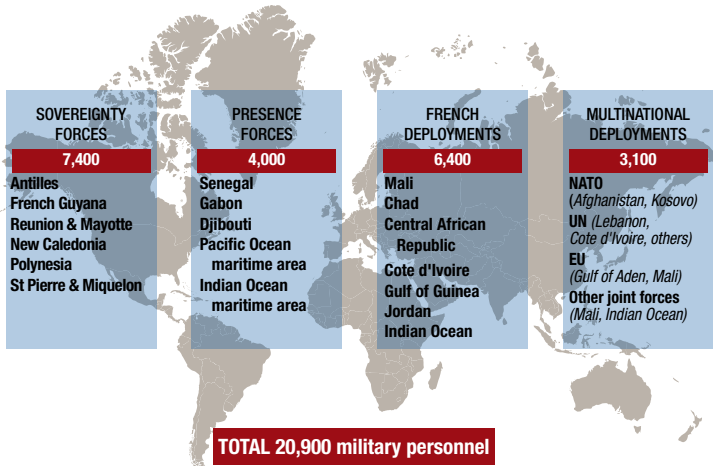 SOVEREIGNTY
FORCES
7,400
Antilles
French Guyana
Reunion & Mayotte
New Caledonia
Polynesia
St Pierre & Miquelon
PRESENCE
FORCES
4,000
Senegal
Gabon
Djibouti
Pacific Ocean
maritime area
Indian Ocean
maritime area
FRENCH
DEPLOYMENTS
6,400
Mali
Chad
Central African
Republic
Cote d'Ivoire
Gulf of Guinea
Jordan
Indian Ocean
MULTINATIONAL
DEPLOYMENTS
3,100
NATO
(Afghanistan, Kosovo)
UN (Lebanon,
Cote d'Ivoire, others)
EU
(Gulf of Aden, Mali)
Other joint forces
(Mali, Indian Ocean)
TOTAL 20,900 military personnel